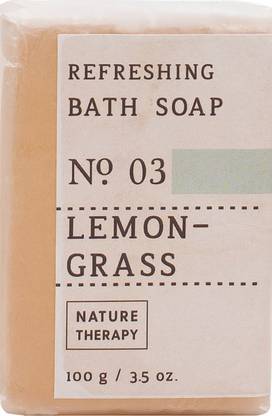 REFRESHING
BATH SOAP
Nº 03
LEMON-
GRASS
NATURE
THERAPY
100 g / 3.5 oz.